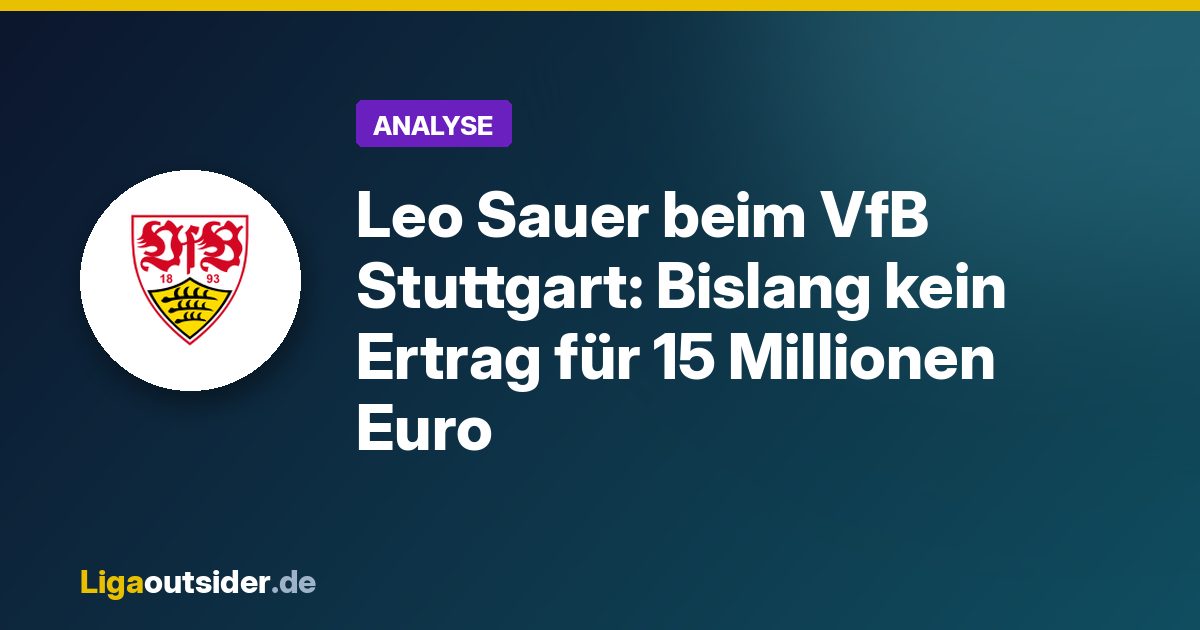 ANALYSE
Leo Sauer beim VfB
Stuttgart: Bislang kein
Ertrag für 15 Millionen
Euro
VfB
18 93
Ligaoutsider.de